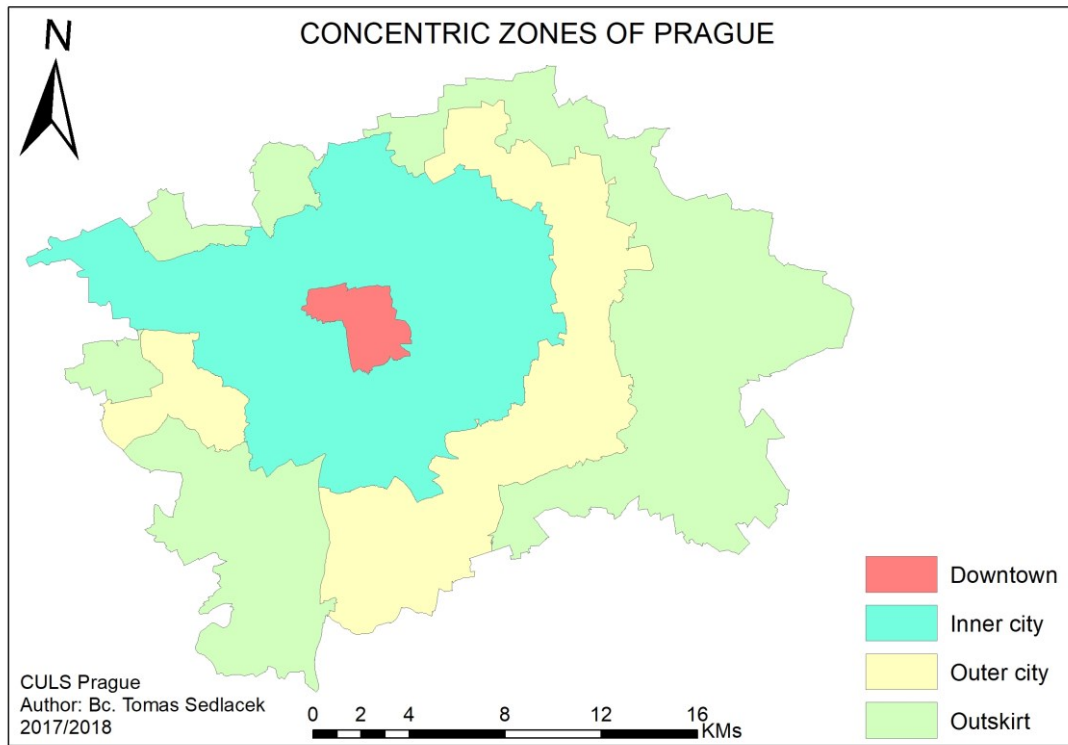 N
CONCENTRIC ZONES OF PRAGUE
Downtown
Inner city
Outer city
Outskirt
CULS Prague
Author: Bc. Tomas Sedlacek
2017/2018
0 2 4 8 12 16
KMs